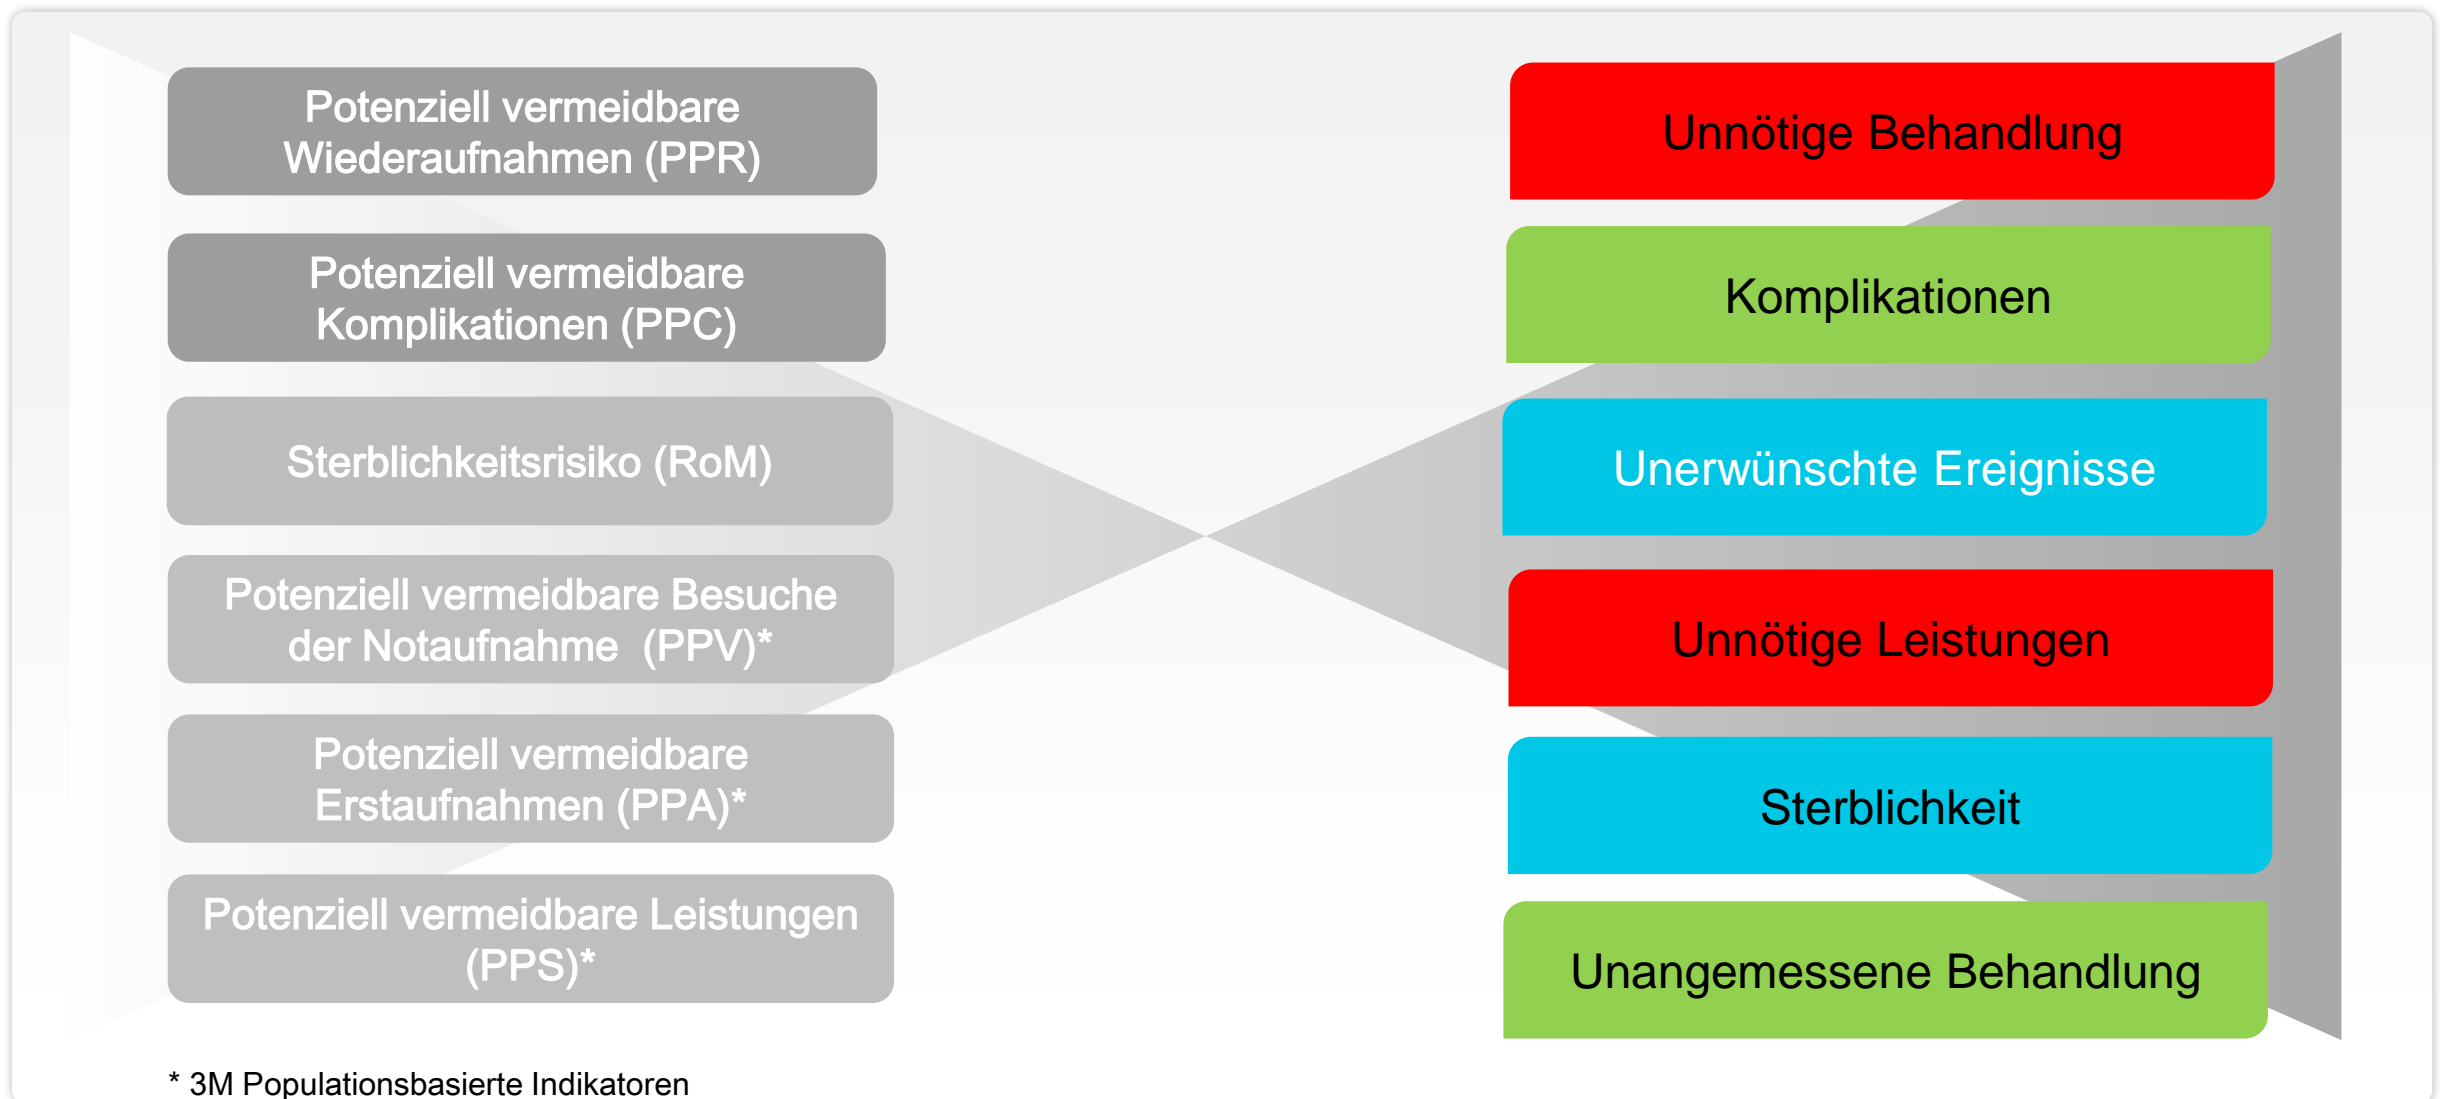 Potenziell vermeidbare
Wiederaufnahmen (PPR)
Potenziell vermeidbare
Komplikationen (PPC)
Sterblichkeitsrisiko (RoM)
Potenziell vermeidbare Besuche
der Notaufnahme (PPV)*
Potenziell vermeidbare
Erstaufnahmen (PPA)*
Potenziell vermeidbare Leistungen
(PPS)*
* 3M Populationsbasierte Indikatoren
Unnötige Behandlung
Komplikationen
Unerwünschte Ereignisse
Unnötige Leistungen
Sterblichkeit
Unangemessene Behandlung